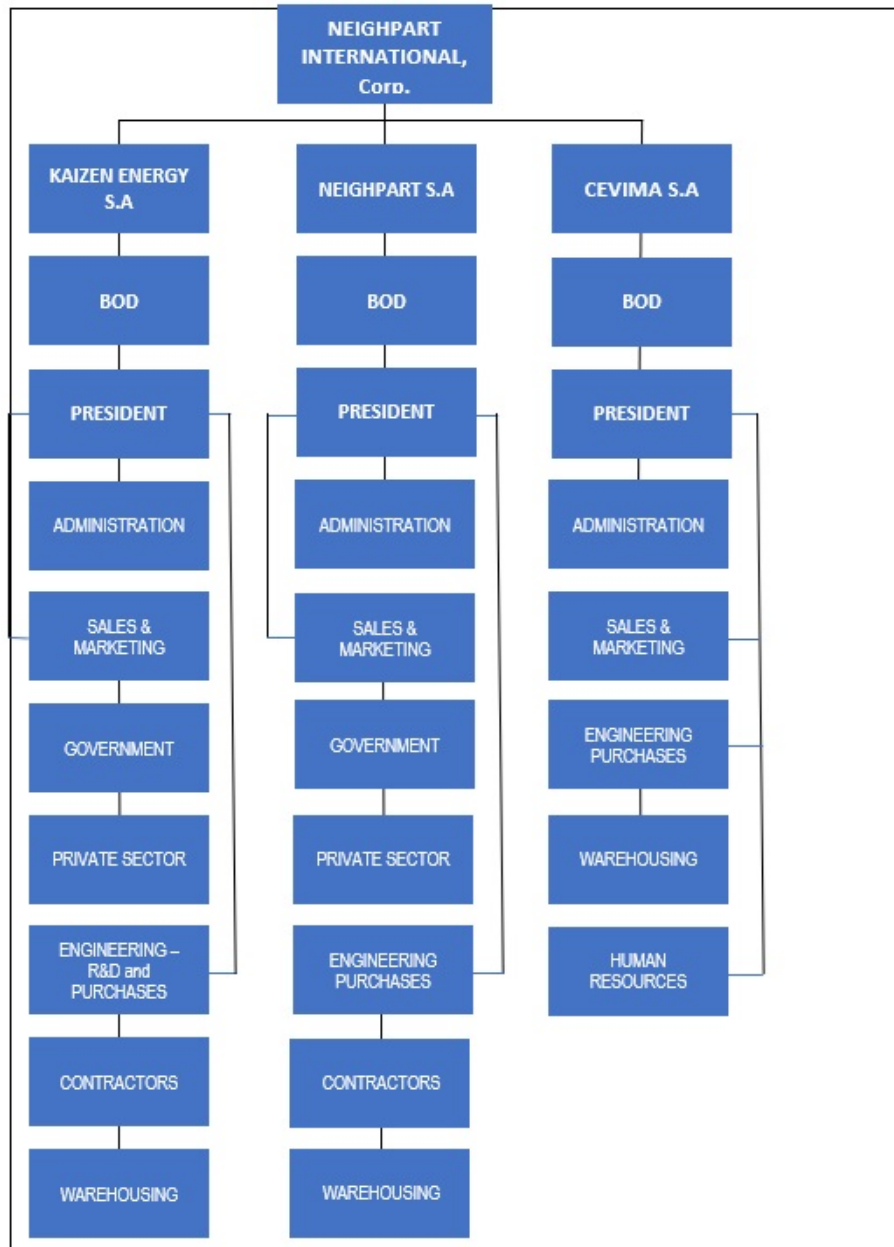 NEIGHPART
INTERNATIONAL,
Corp.
KAIZEN ENERGY
S.A
BOD
PRESIDENT
ADMINISTRATION
SALES &
MARKETING
GOVERNMENT
PRIVATE SECTOR
ENGINEERING –
R&D and
PURCHASES
CONTRACTORS
WAREHOUSING
NEIGHPART S.A
BOD
PRESIDENT
ADMINISTRATION
SALES &
MARKETING
GOVERNMENT
PRIVATE SECTOR
ENGINEERING
PURCHASES
CONTRACTORS
WAREHOUSING
CEVIMA S.A
BOD
PRESIDENT
ADMINISTRATION
SALES &
MARKETING
ENGINEERING
PURCHASES
WAREHOUSING
HUMAN
RESOURCES